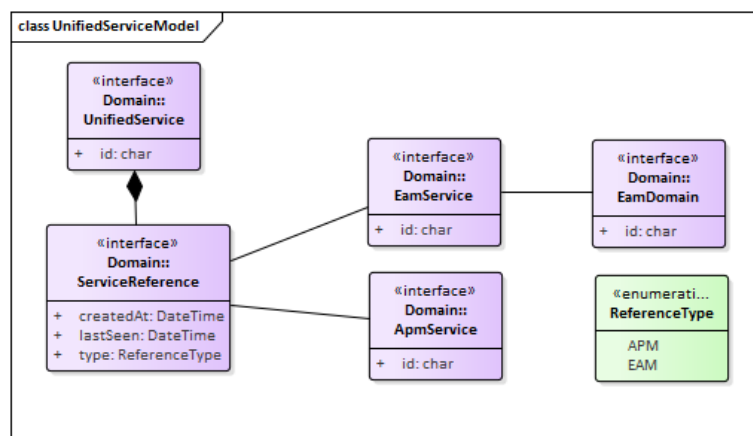 class UnifiedServiceModel
«interface»
Domain::
UnifiedService
+ id: char
«interface»
Domain::
ServiceReference
+ createdAt: DateTime
+ lastSeen: DateTime
+ type: ReferenceType
«interface»
Domain::
EamService
+ id: char
«interface»
Domain::
EamDomain
+ id: char
«interface»
Domain::
ApmService
+ id: char
«enumerati...
ReferenceType
APM
EAM